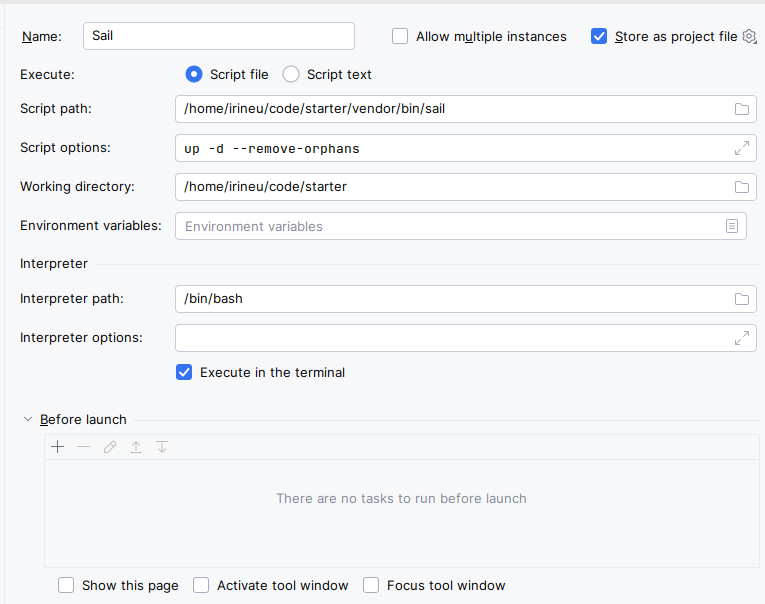 Name: Sail Allow multiple instances Store as project file
Execute: Script file Script text
Script path: /home/irineu/code/starter/vendor/bin/sail
Script options: up -d --remove-orphans
Working directory: /home/irineu/code/starter
Environment variables: Environment variables
Interpreter
Interpreter path: /bin/bash
Interpreter options:
Execute in the terminal
Before launch
There are no tasks to run before launch
Show this page Activate tool window Focus tool window